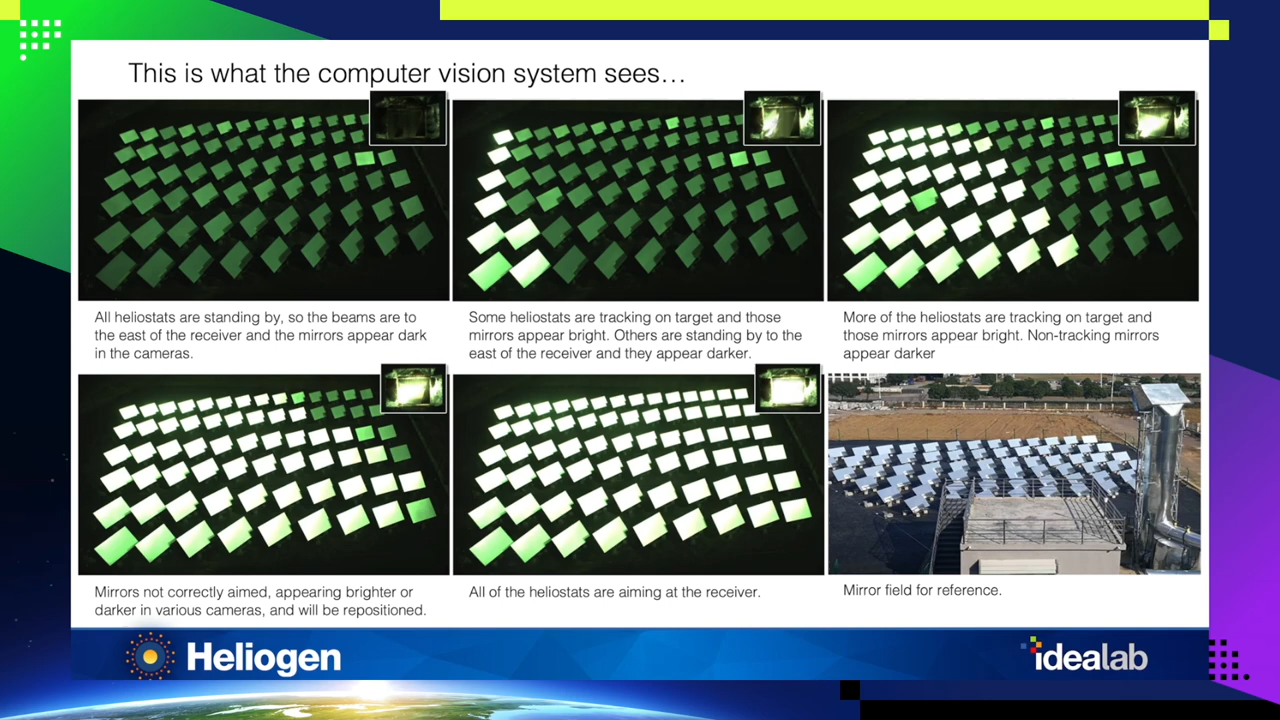 This is what the computer vision system sees…
All heliostats are standing by, so the beams are to
the east of the receiver and the mirrors appear dark
in the cameras.
Some heliostats are tracking on target and those
mirrors appear bright. Others are standing by to the
east of the receiver and they appear darker.
More of the heliostats are tracking on target and
those mirrors appear bright. Non-tracking mirrors
appear darker
Mirrors not correctly aimed, appearing brighter or
darker in various cameras, and will be repositioned.
All of the heliostats are aiming at the receiver.
Mirror field for reference.
Heliogen
idealab